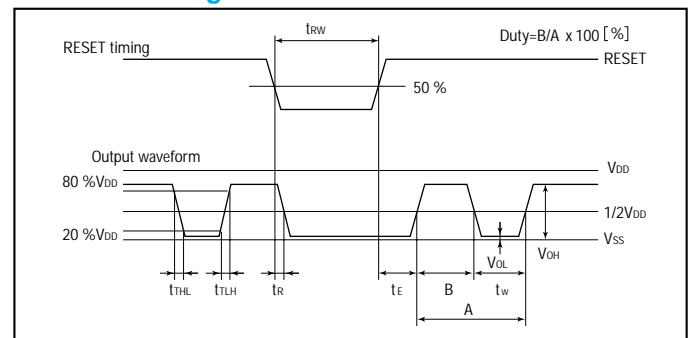 tRW
Duty=B/A x 100 [%]
RESET timing
RESET
50 %
Output waveform
VDD
80 %VDD
1/2VDD
20 %VDD
VSS
VOL
VOH
tTHL
tTLH
tR
tE
B
tw
A